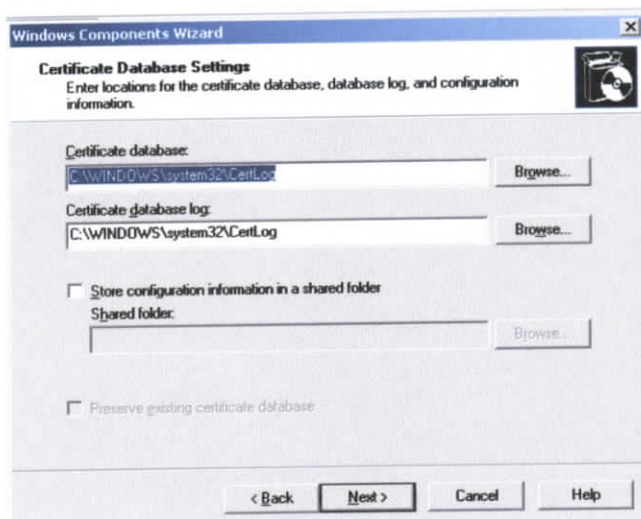 Windows Components Wizard
Certificate Database Settings
Enter locations for the certificate database, database log, and configuration
information.
Certificate database:
C:\WINDOWS\system32\CertLog
Browse...
Certificate database log:
C:\WINDOWS\system32\CertLog
Browse...
Store configuration information in a shared folder
Shared folder:
Browse...
Preserve existing certificate database
< Back
Next >
Cancel
Help